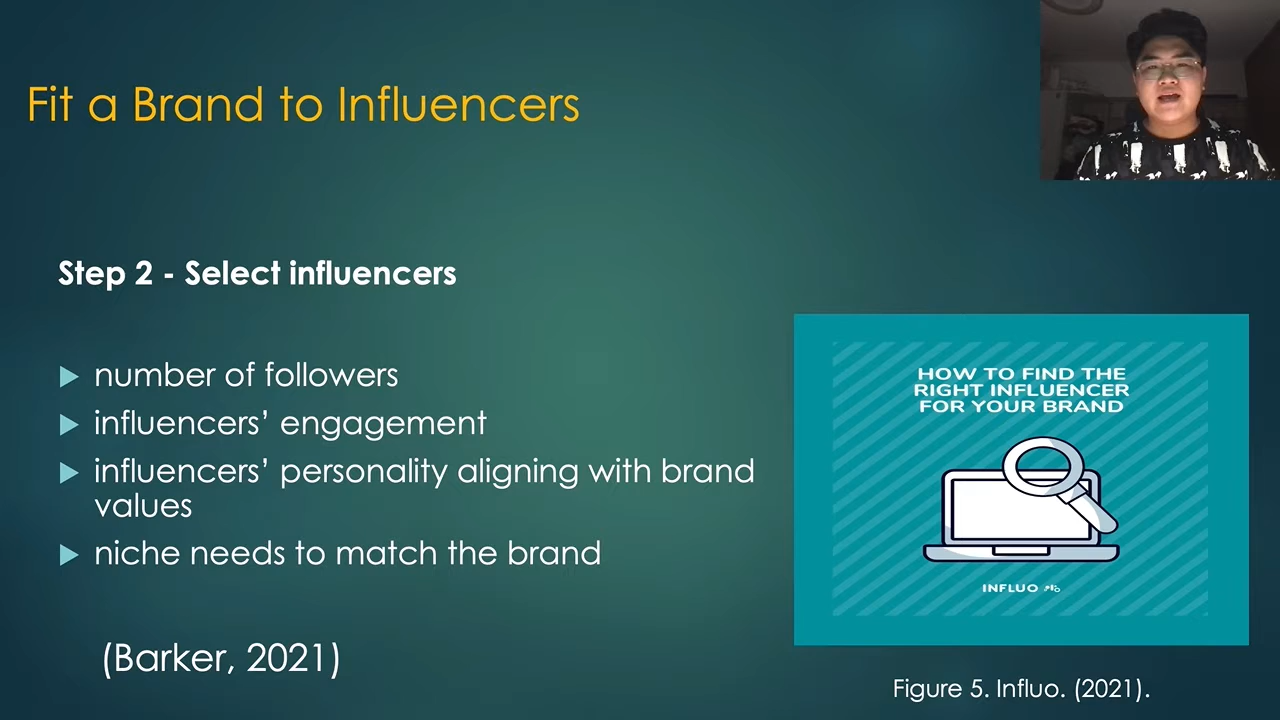 Fit a Brand to Influencers
Step 2 - Select influencers
number of followers
influencers’ engagement
influencers’ personality aligning with brand
values
niche needs to match the brand
(Barker, 2021)
HOW TO FIND THE
RIGHT INFLUENCER
FOR YOUR BRAND
INFLUO
Figure 5. Influo. (2021).